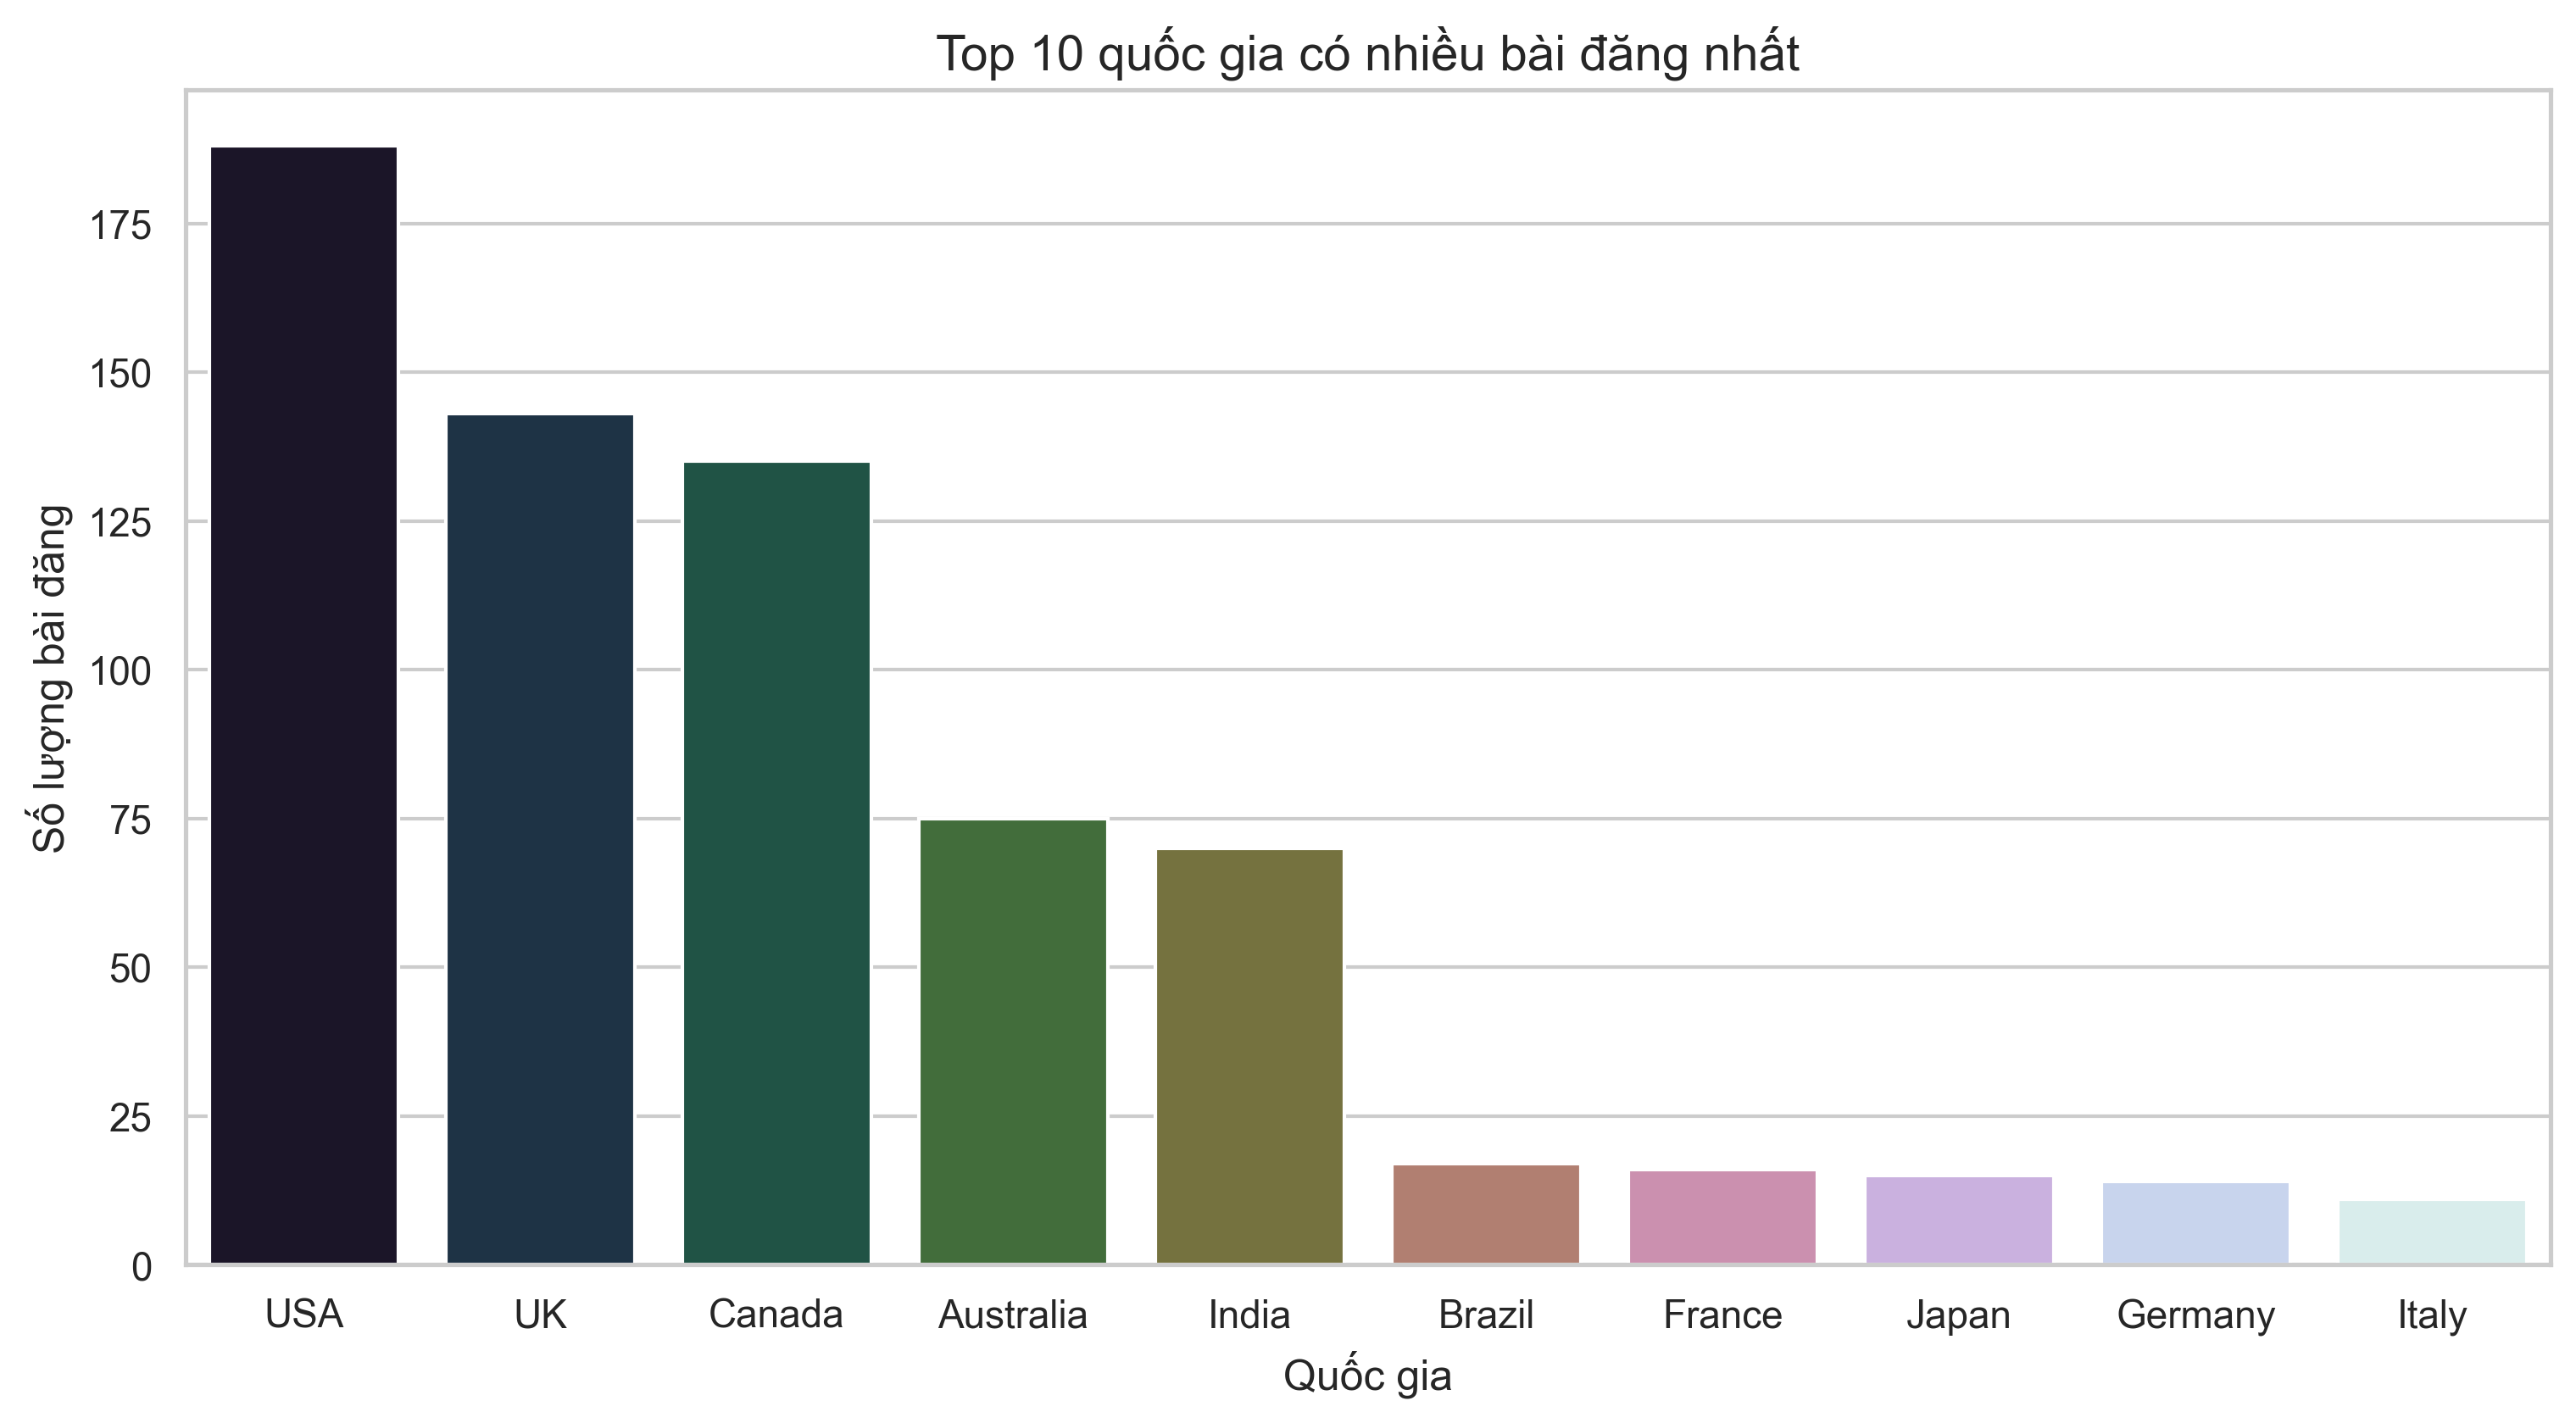 Top 10 quốc gia có nhiều bài đăng nhất
Số lượng bài đăng
175
150
125
100
75
50
25
0
USA UK Canada Australia India Brazil France Japan Germany Italy
Quốc gia